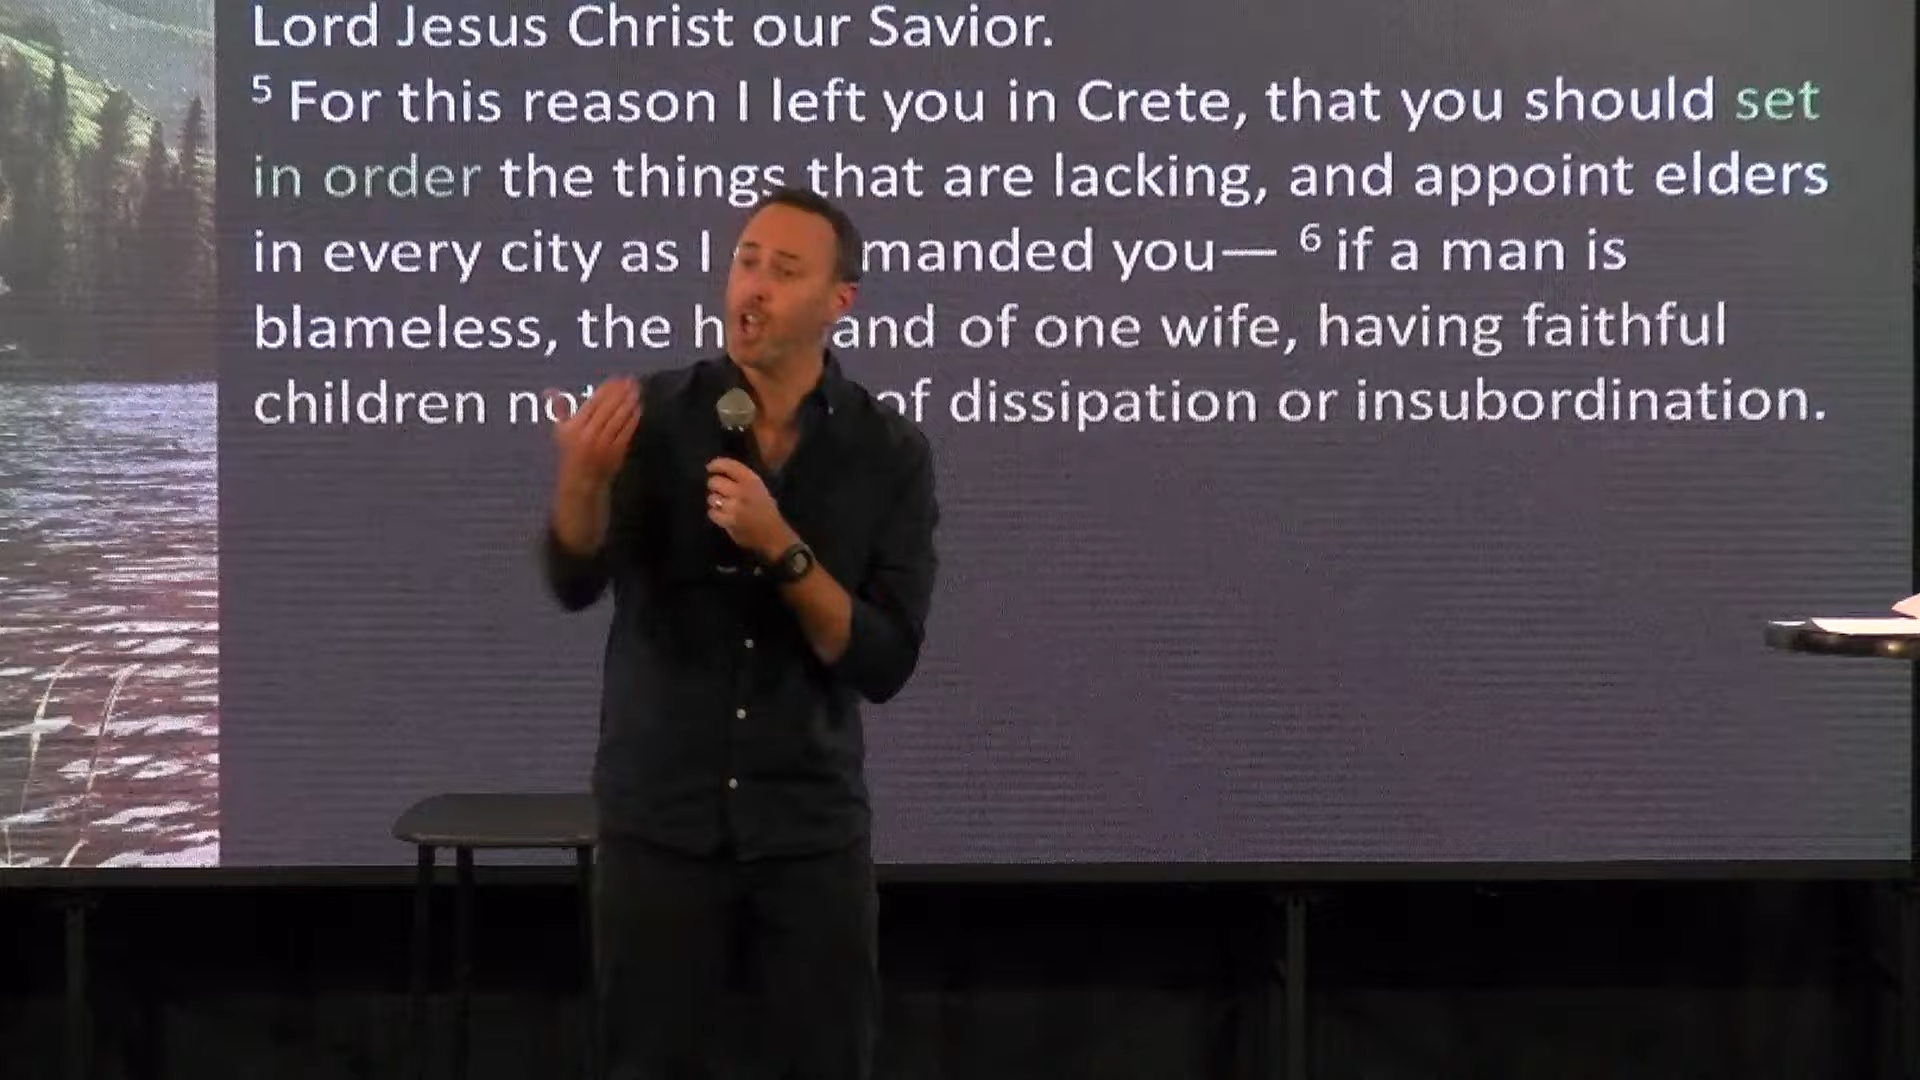 Lord Jesus Christ our Savior.
5 For this reason I left you in Crete, that you should set
in order the things that are lacking, and appoint elders
in every city as I manded you— 6 if a man is
blameless, the h and of one wife, having faithful
children not of dissipation or insubordination.